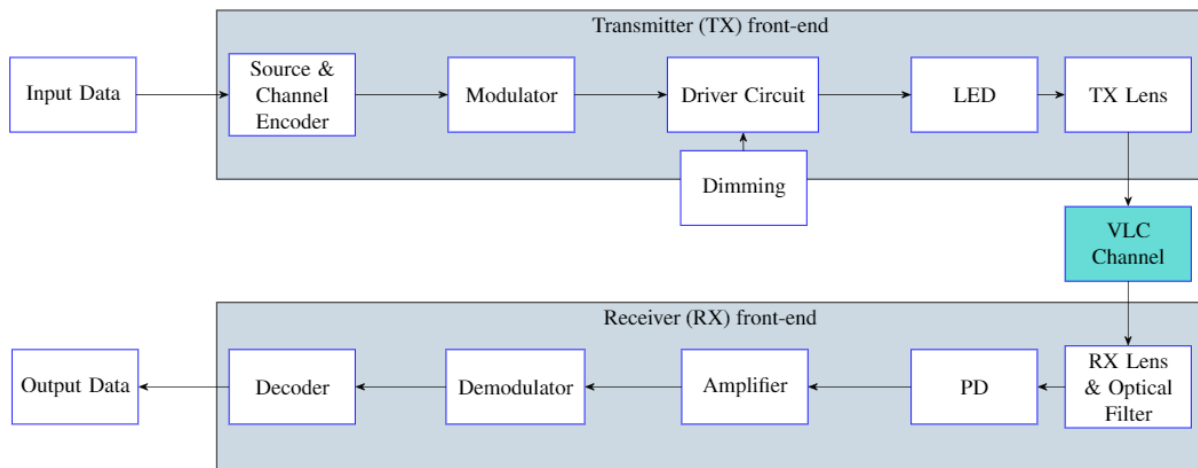 Transmitter (TX) front-end
Input Data
Source &
Channel
Encoder
Modulator
Driver Circuit
LED
TX Lens
Dimming
VLC
Channel
Receiver (RX) front-end
Output Data
Decoder
Demodulator
Amplifier
PD
RX Lens
& Optical
Filter